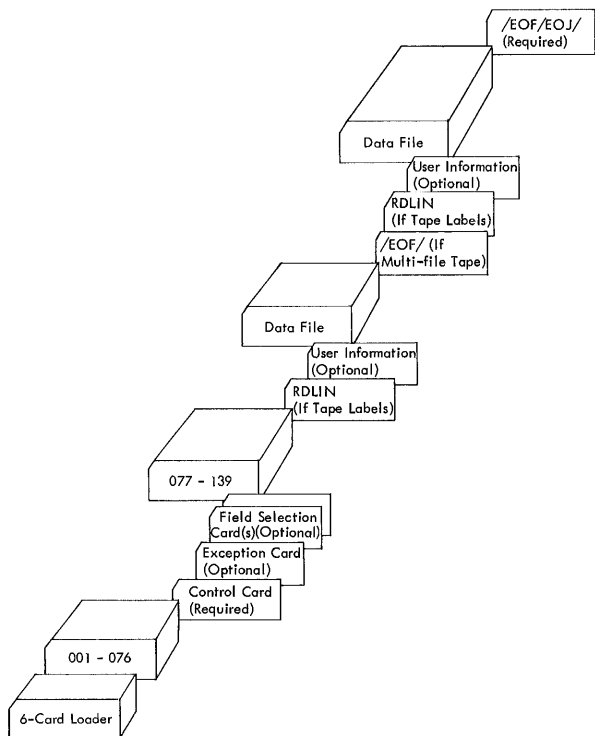 /EOF/EOJ/
(Required)
Data File
User Information
(Optional)
RDLIN
(If Tape Labels)
/EOF/ (If
Multi-file Tape)
Data File
User Information
(Optional)
RDLIN
(If Tape Labels)
077 - 139
Field Selection
Card(s)(Optional)
Exception Card
(Optional)
Control Card
(Required)
001 - 076
6-Card Loader